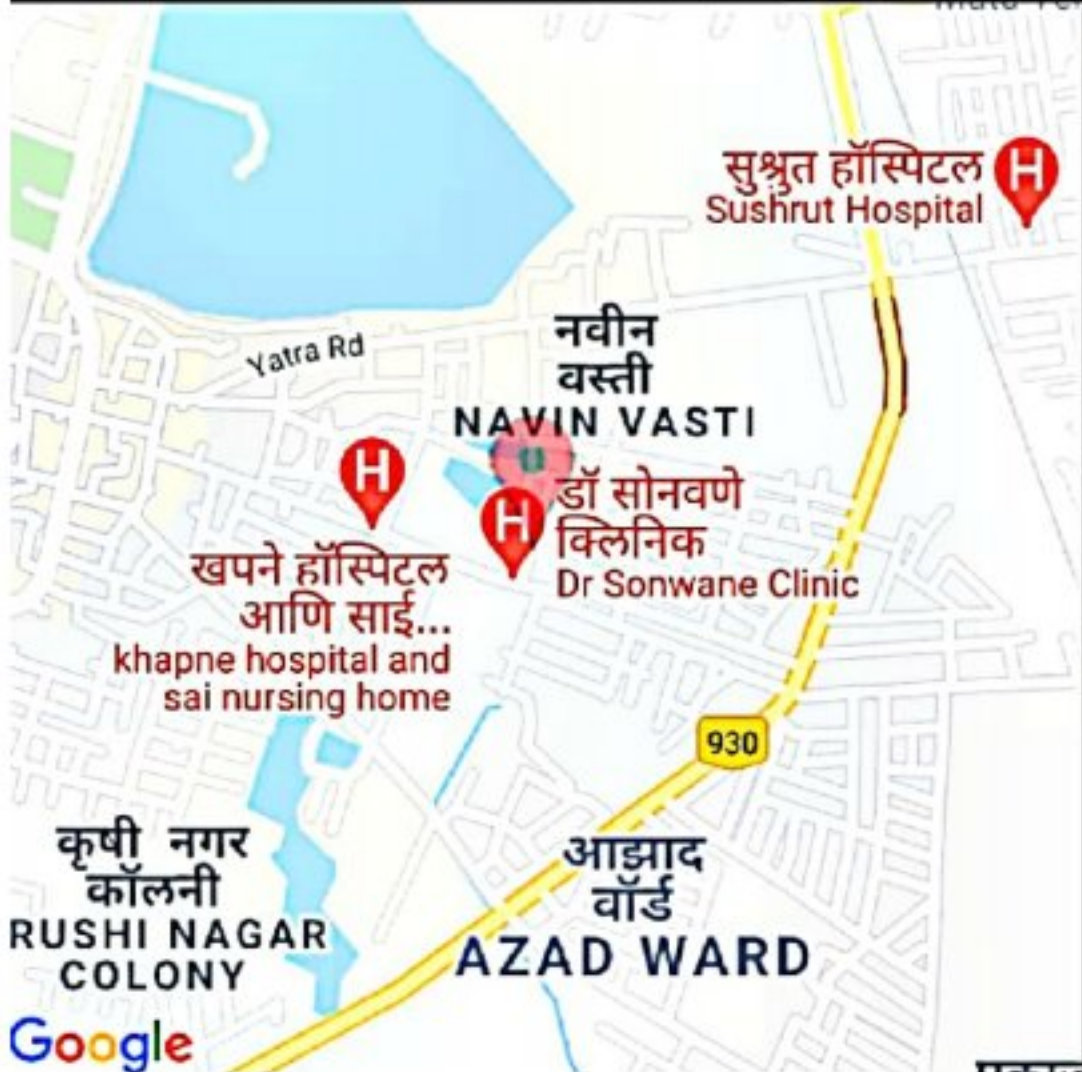 सुश्रुत हॉस्पिटल
Sushrut Hospital
Yatra Rd
नवीन
वस्ती
NAVIN VASTI
H
H
H
डॉ सोनवणे
क्लिनिक
Dr Sonwane Clinic
खपने हॉस्पिटल
आणि साई...
khapne hospital and
sai nursing home
930
कृषी नगर
कॉलनी
RUSHI NAGAR
COLONY
आझाद
वॉर्ड
AZAD WARD
Google